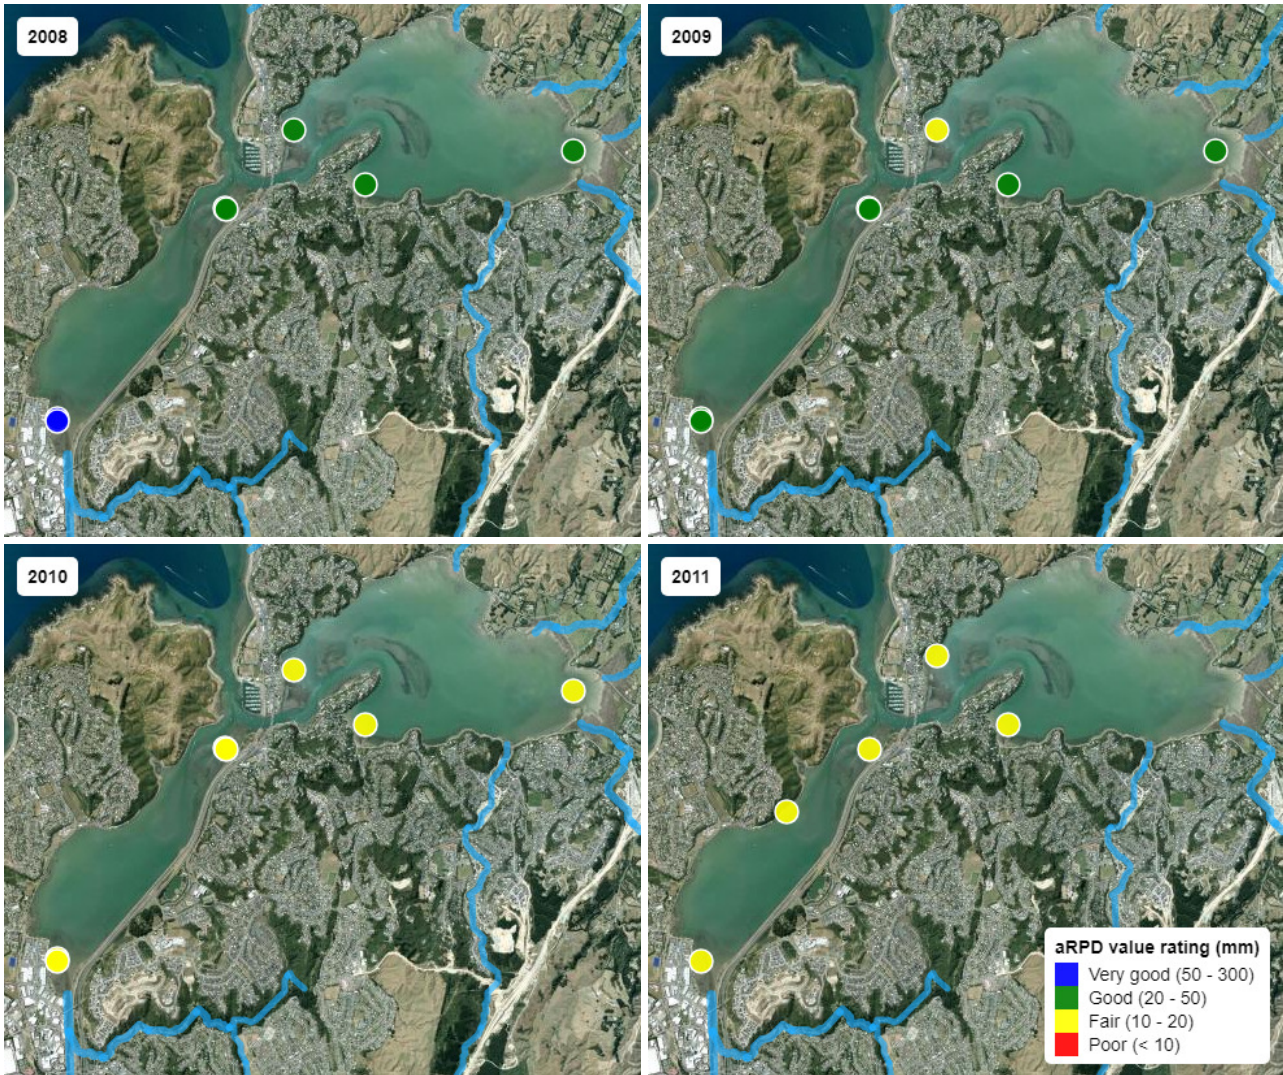 2008
2009
2010
2011
aRPD value rating (mm)
Very good (50 - 300)
Good (20 - 50)
Fair (10 - 20)
Poor (< 10)